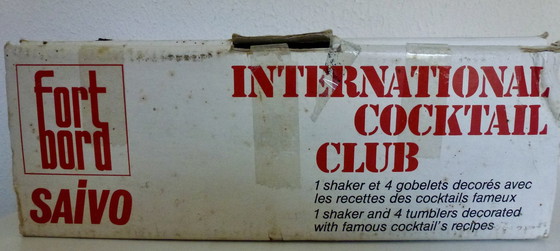 fort
bord
SAiVO
INTERNATIONAL
COCKTAIL
CLUB
1 shaker et 4 gobelets decorés avec
les recettes des cocktails fameux
1 shaker and 4 tumblers decorated
with famous cocktail's recipes